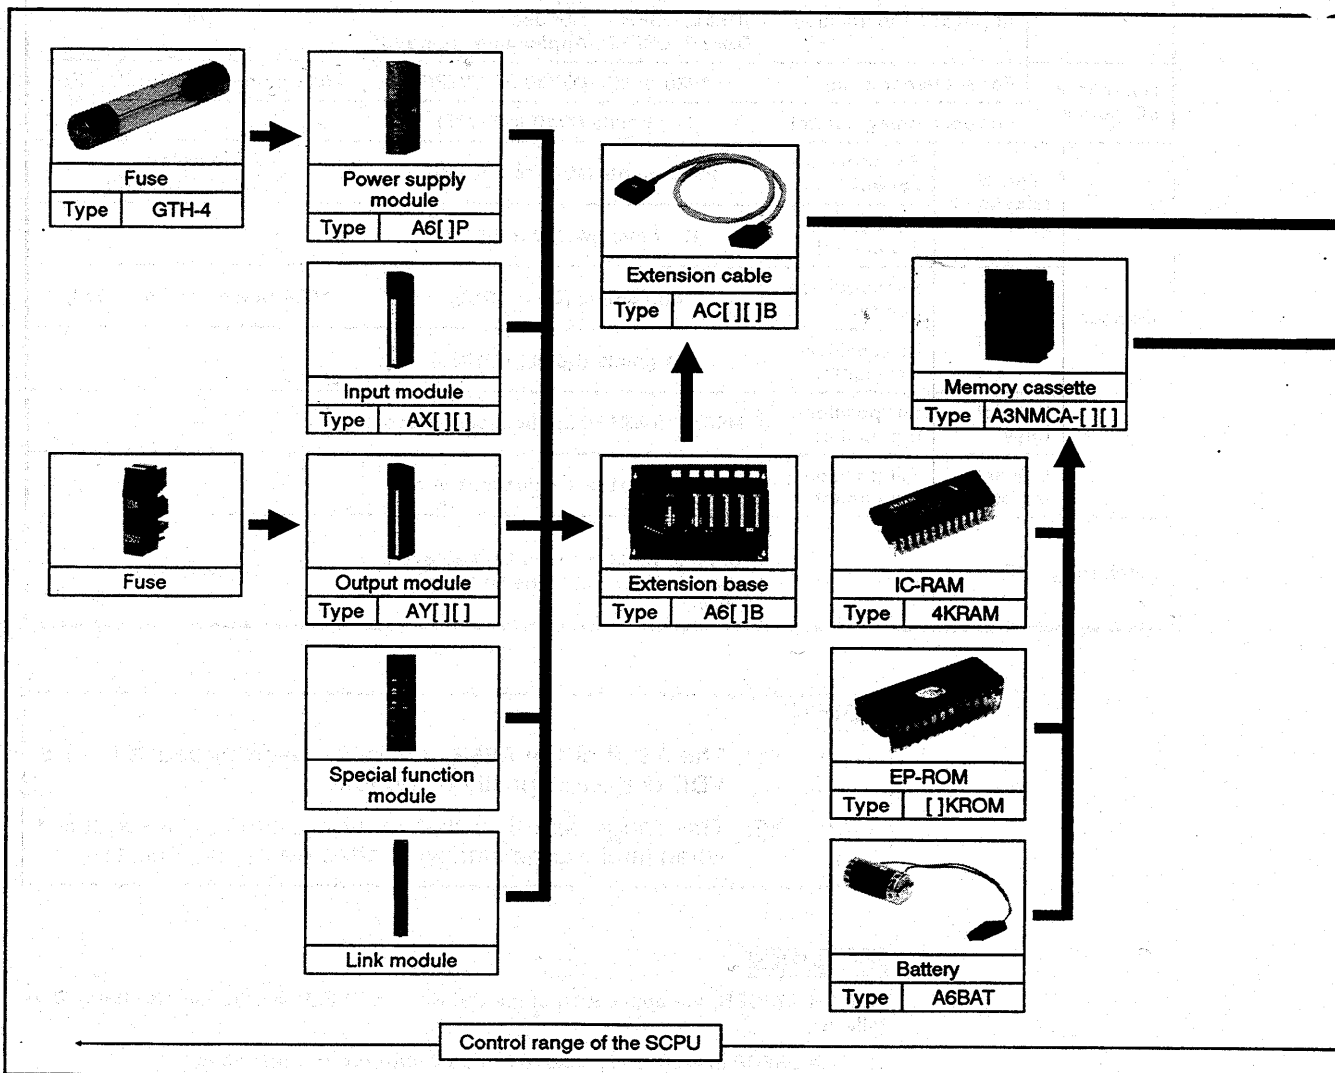 Fuse
Type GTH-4
Power supply
module
Type A6[ ]P
Extension cable
Type AC[ ][ ]B
Input module
Type AX[ ][ ]
Memory cassette
Type A3NMCA-[ ][ ]
Fuse
Output module
Type AY[ ][ ]
Extension base
Type A6[ ]B
IC-RAM
Type 4KRAM
Special function
module
EP-ROM
Type [ ]KROM
Link module
Battery
Type A6BAT
Control range of the SCPU